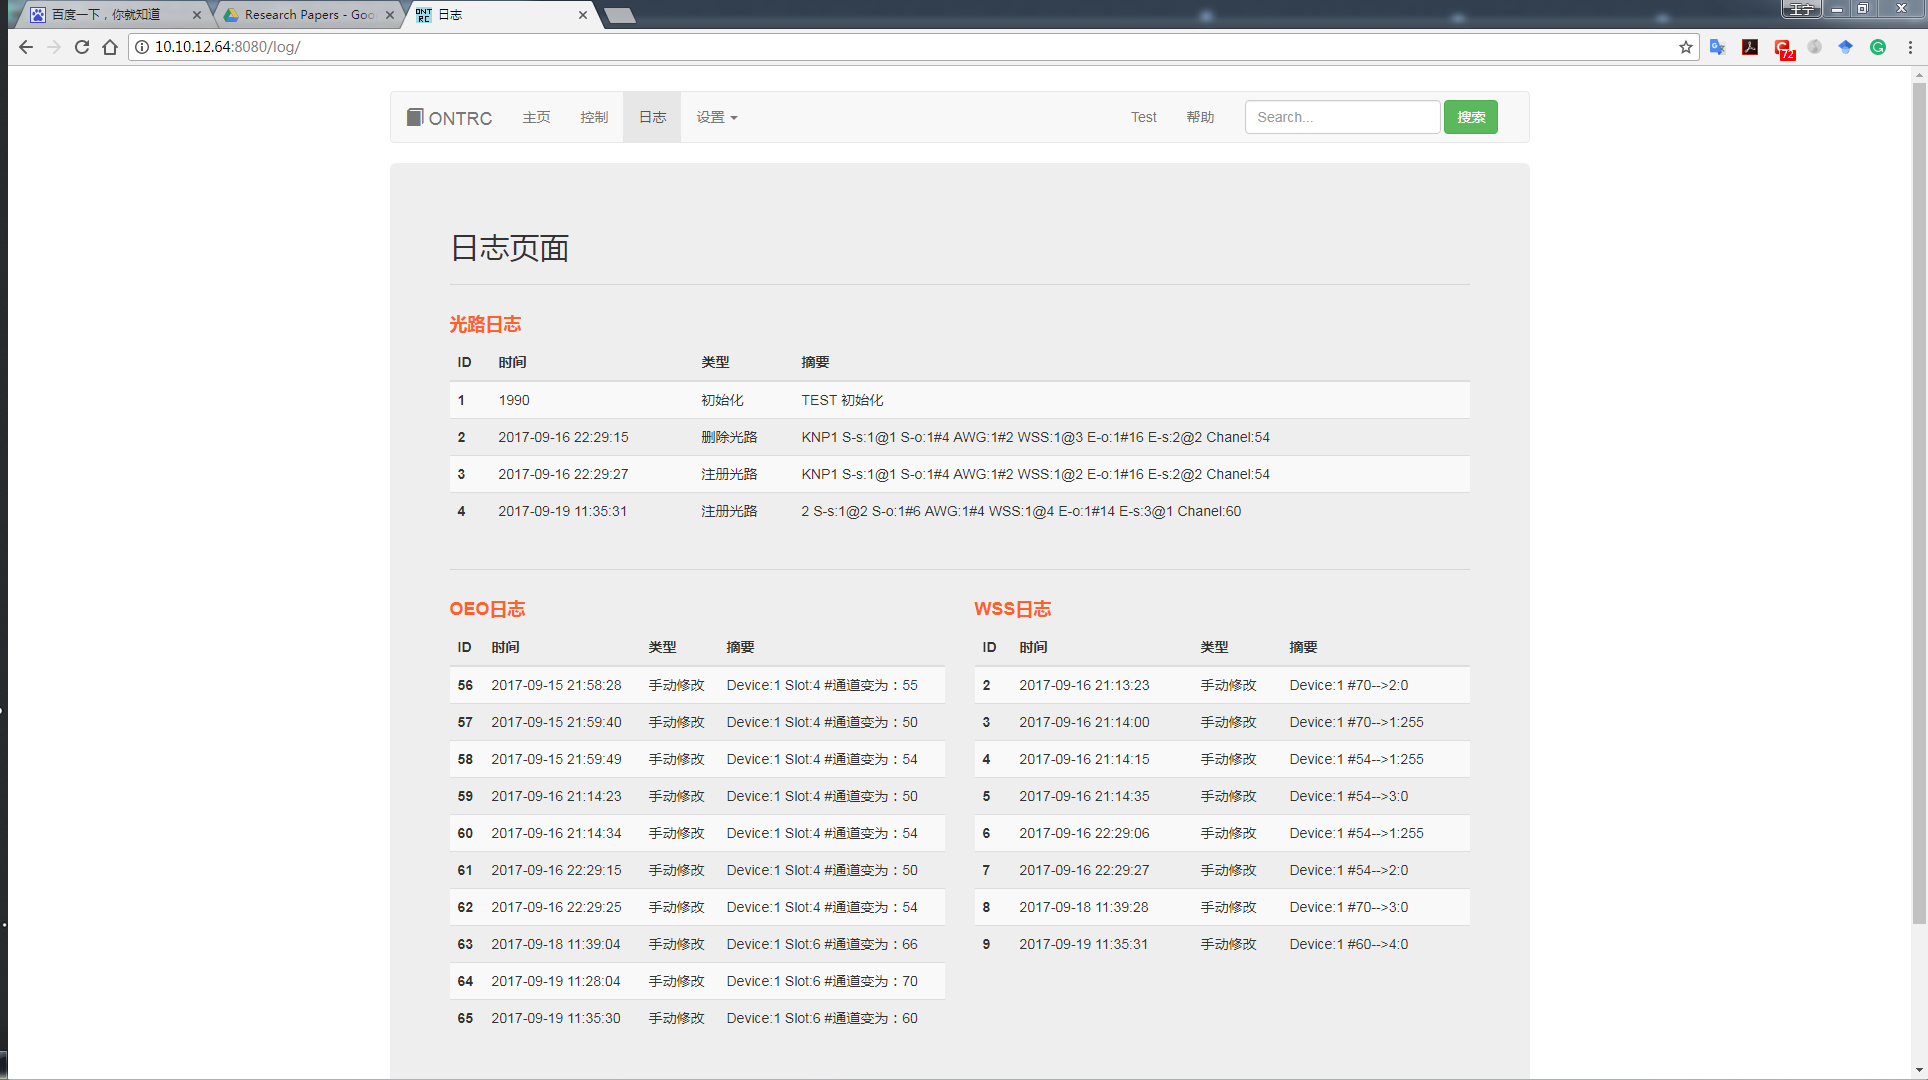 百度一下，你就知道
Research Papers - Goo
日志
王宁
10.10.12.64:8080/log/
72
ONTRC 主页 控制 日志 设置 Test 帮助 Search... 搜索
日志页面
光路日志
ID 时间 类型 摘要
1 1990 初始化 TEST 初始化
2 2017-09-16 22:29:15 删除光路 KNP1 S-s:1@1 S-o:1#4 AWG:1#2 WSS:1@3 E-o:1#16 E-s:2@2 Chanel:54
3 2017-09-16 22:29:27 注册光路 KNP1 S-s:1@1 S-o:1#4 AWG:1#2 WSS:1@2 E-o:1#16 E-s:2@2 Chanel:54
4 2017-09-19 11:35:31 注册光路 2 S-s:1@2 S-o:1#6 AWG:1#4 WSS:1@4 E-o:1#14 E-s:3@1 Chanel:60
OEO日志
ID 时间 类型 摘要
56 2017-09-15 21:58:28 手动修改 Device:1 Slot:4 #通道变为：55
57 2017-09-15 21:59:40 手动修改 Device:1 Slot:4 #通道变为：50
58 2017-09-15 21:59:49 手动修改 Device:1 Slot:4 #通道变为：54
59 2017-09-16 21:14:23 手动修改 Device:1 Slot:4 #通道变为：50
60 2017-09-16 21:14:34 手动修改 Device:1 Slot:4 #通道变为：54
61 2017-09-16 22:29:15 手动修改 Device:1 Slot:4 #通道变为：50
62 2017-09-16 22:29:25 手动修改 Device:1 Slot:4 #通道变为：54
63 2017-09-18 11:39:04 手动修改 Device:1 Slot:6 #通道变为：66
64 2017-09-19 11:28:04 手动修改 Device:1 Slot:6 #通道变为：70
65 2017-09-19 11:35:30 手动修改 Device:1 Slot:6 #通道变为：60
WSS日志
ID 时间 类型 摘要
2 2017-09-16 21:13:23 手动修改 Device:1 #70-->2:0
3 2017-09-16 21:14:00 手动修改 Device:1 #70-->1:255
4 2017-09-16 21:14:15 手动修改 Device:1 #54-->1:255
5 2017-09-16 21:14:35 手动修改 Device:1 #54-->3:0
6 2017-09-16 22:29:06 手动修改 Device:1 #54-->1:255
7 2017-09-16 22:29:27 手动修改 Device:1 #54-->2:0
8 2017-09-18 11:39:28 手动修改 Device:1 #70-->3:0
9 2017-09-19 11:35:31 手动修改 Device:1 #60-->4:0